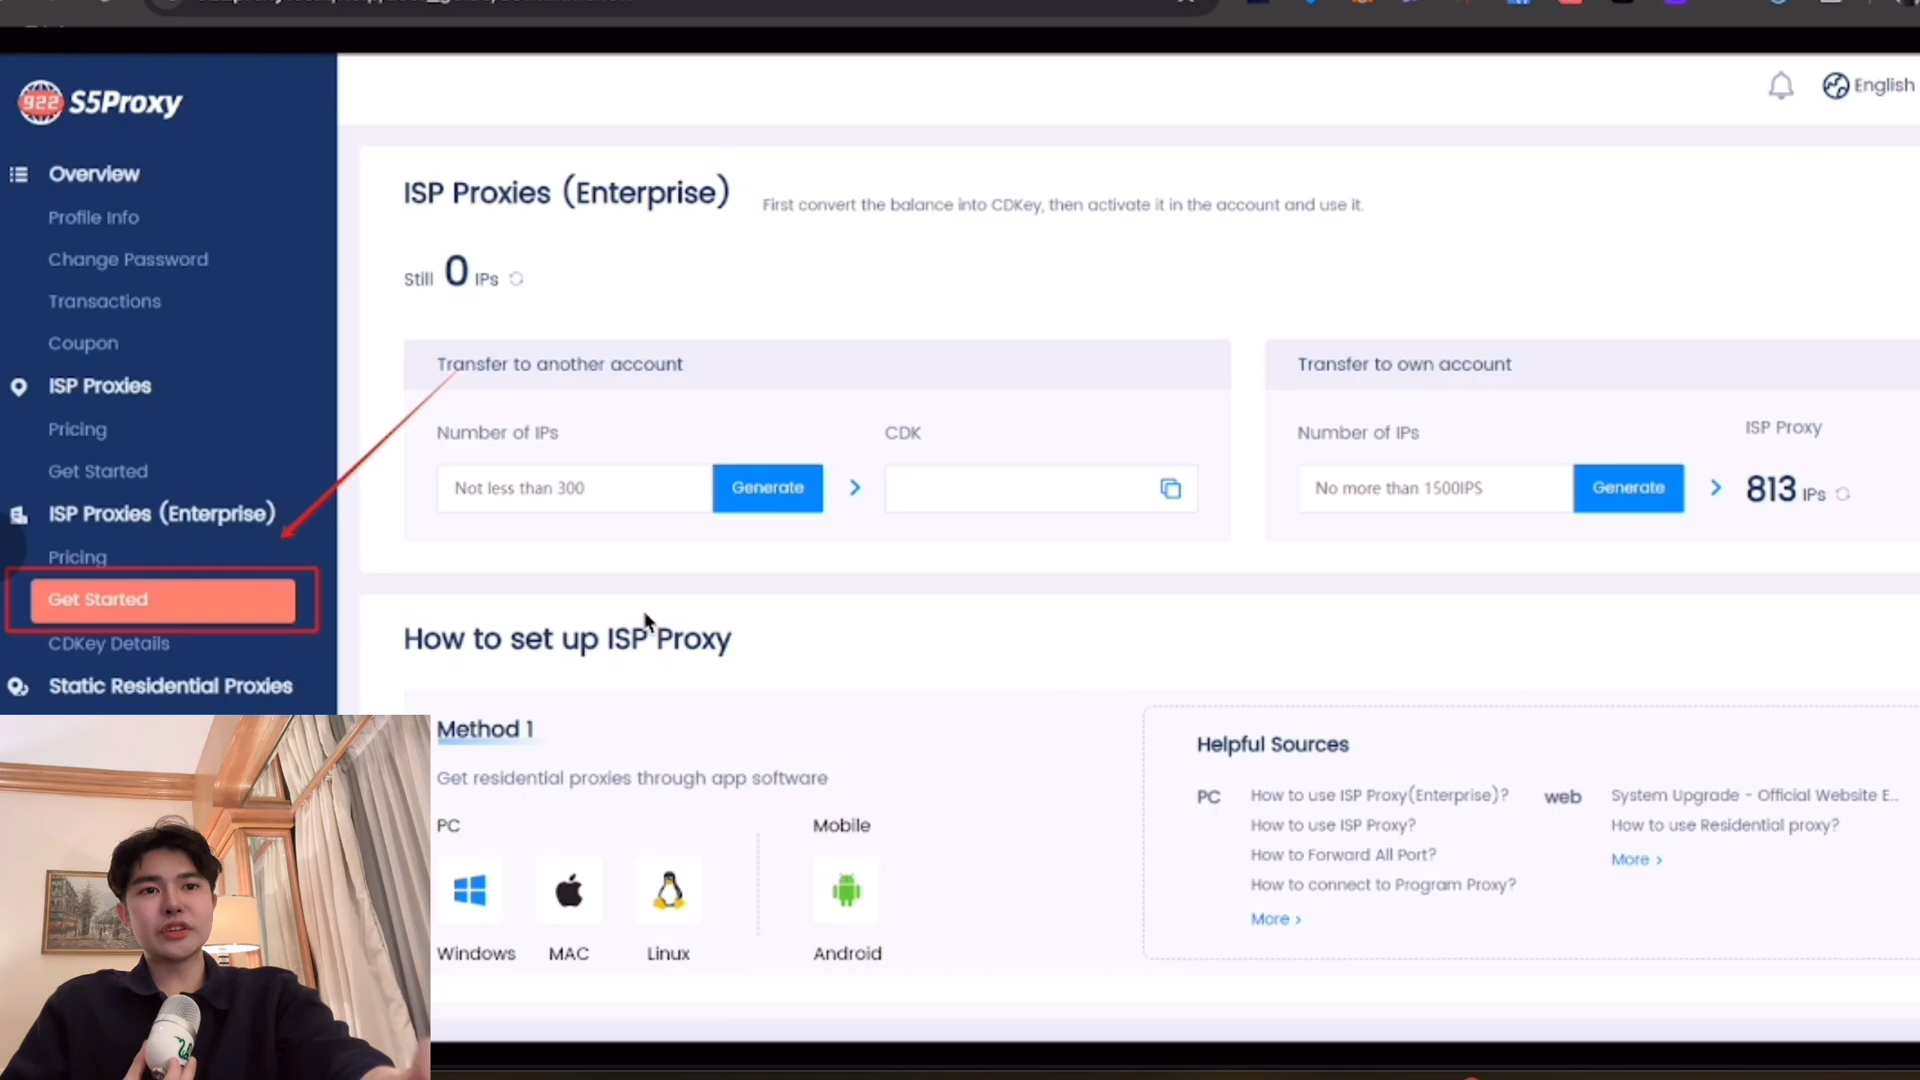 922 S5Proxy
English
Overview
Profile Info
Change Password
Transactions
Coupon
ISP Proxies
Pricing
Get Started
ISP Proxies (Enterprise)
Pricing
Get Started
CDKey Details
Static Residential Proxies
ISP Proxies (Enterprise)
First convert the balance into CDKey, then activate it in the account and use it.
Still 0 IPs
Transfer to another account
Number of IPs
CDK
Not less than 300
Generate
Transfer to own account
Number of IPs
ISP Proxy
No more than 1500IPS
Generate
813 IPs
How to set up ISP Proxy
Method 1
Get residential proxies through app software
PC
Mobile
Windows
MAC
Linux
Android
Helpful Sources
PC
How to use ISP Proxy(Enterprise)?
How to use ISP Proxy?
How to Forward All Port?
How to connect to Program Proxy?
More >
web
System Upgrade - Official Website E...
How to use Residential proxy?
More >